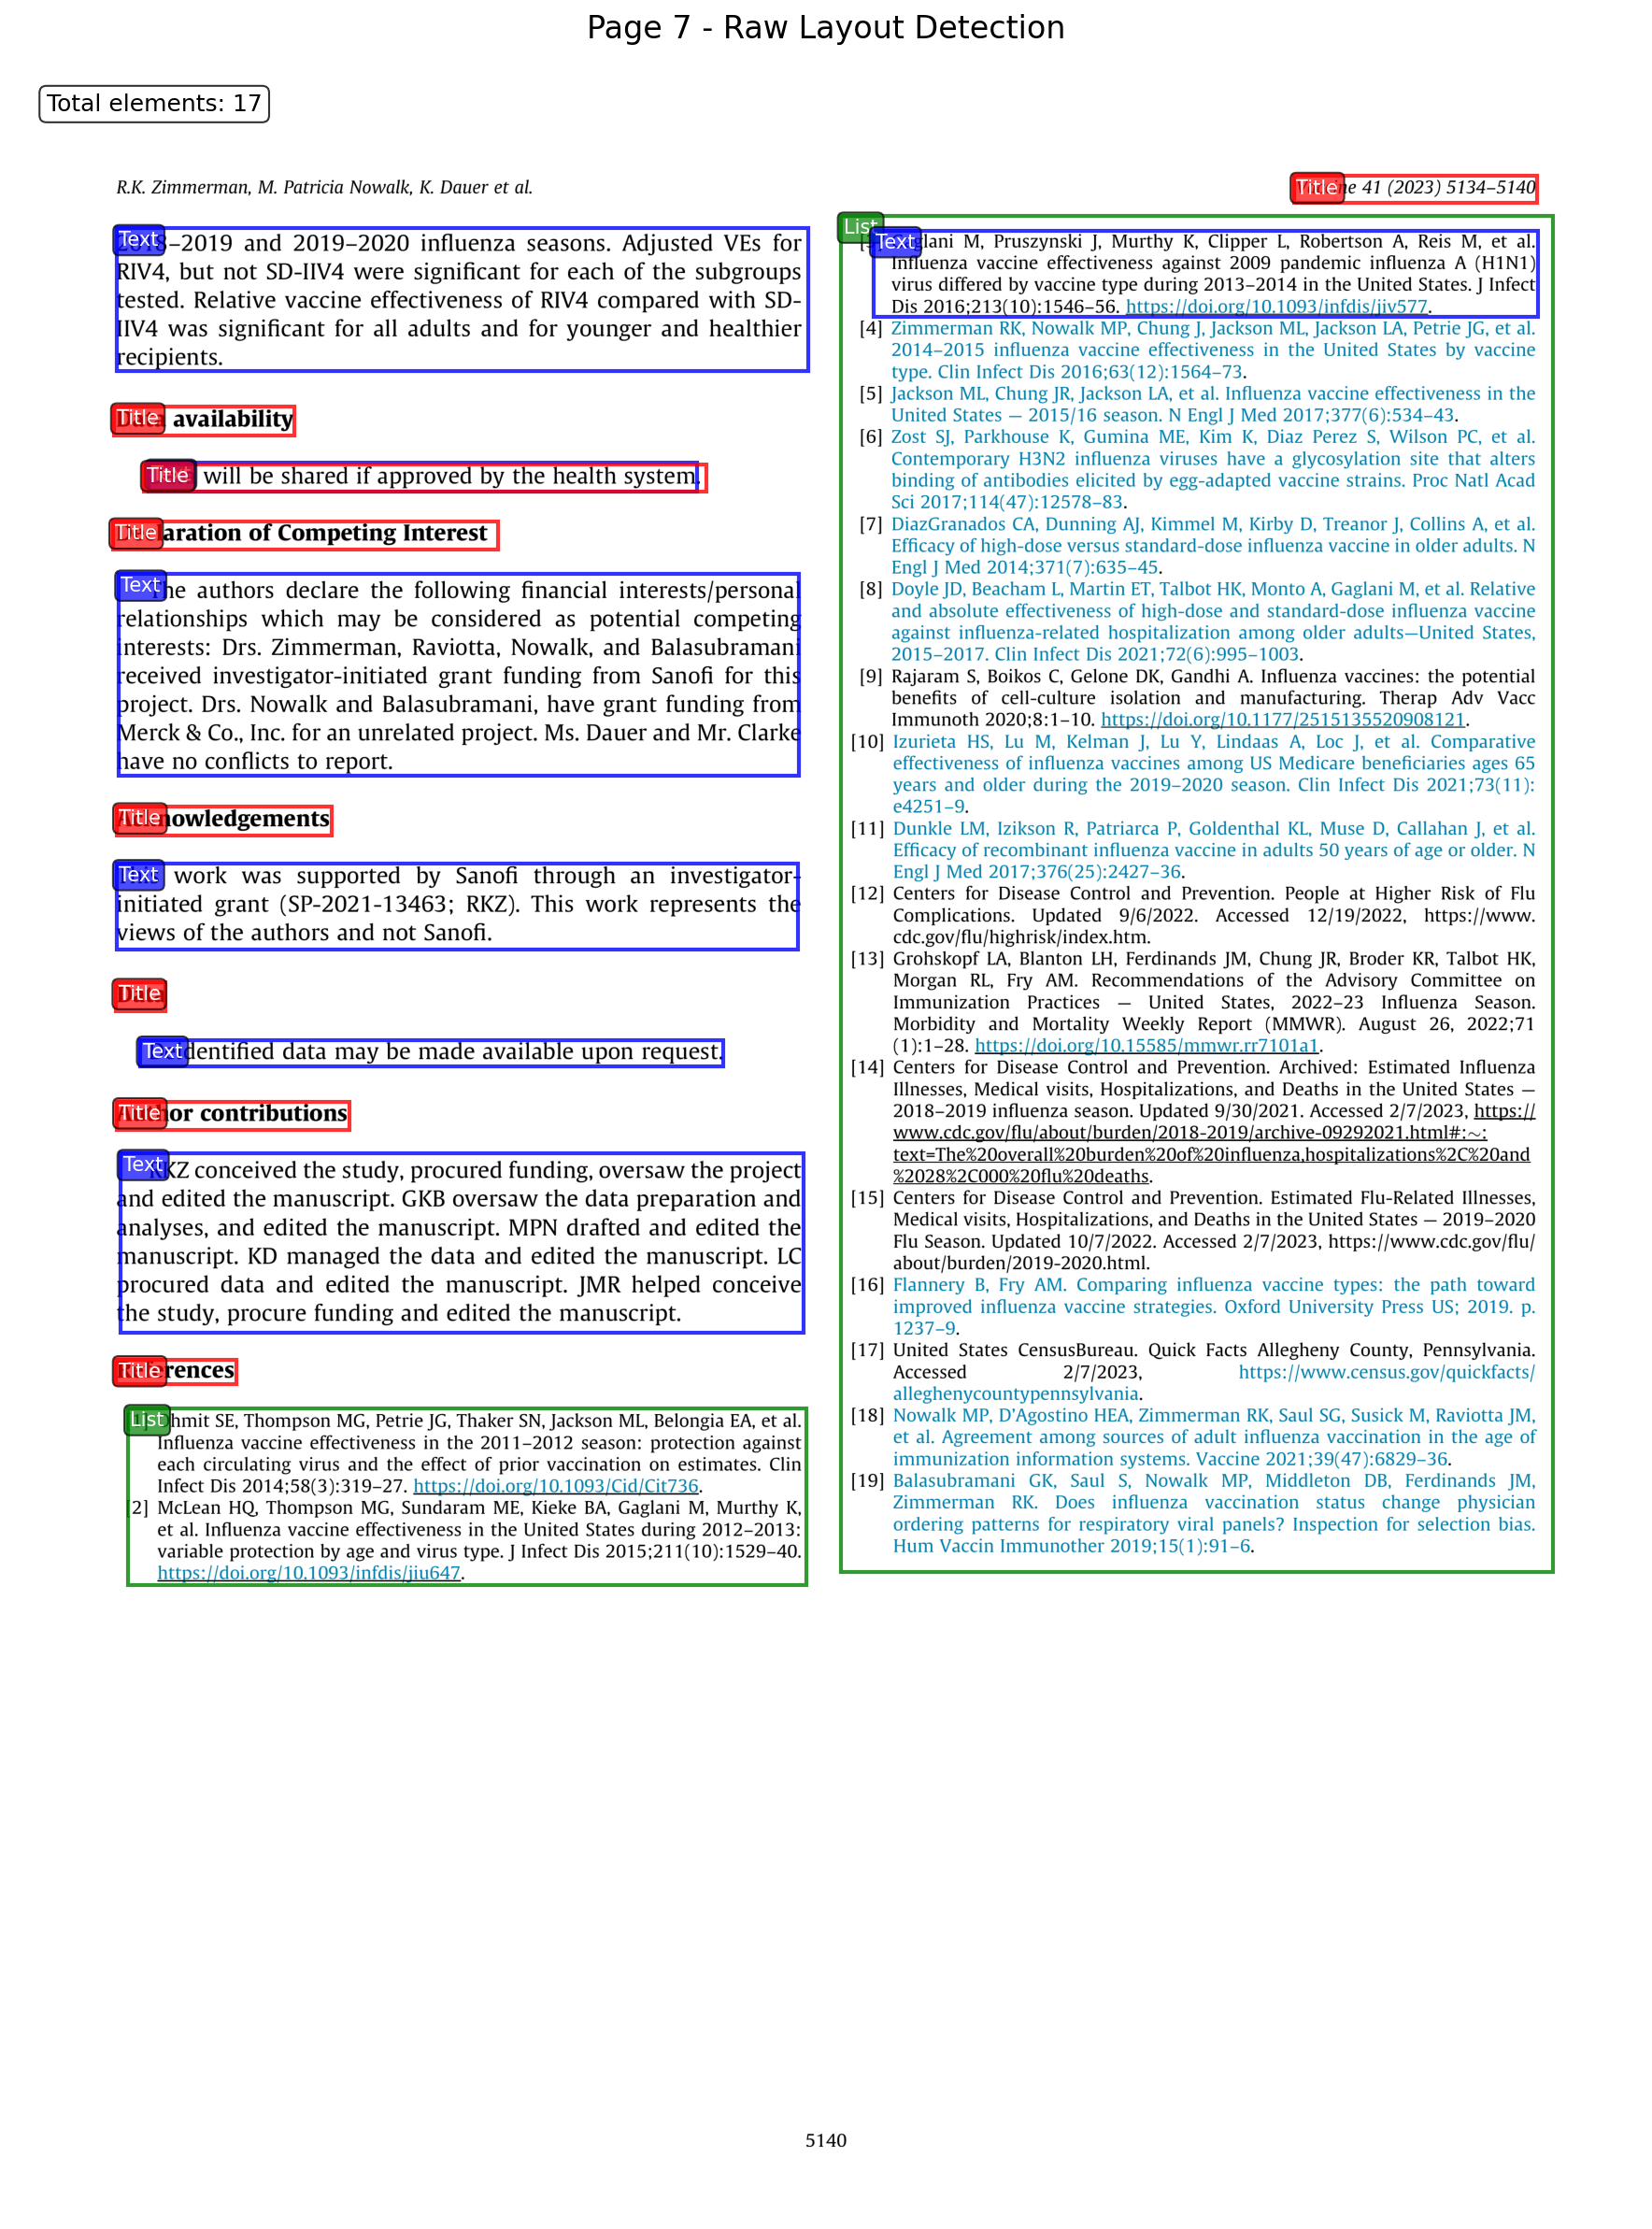 Page 7 - Raw Layout Detection
Total elements: 17
R.K. Zimmerman, M. Patricia Nowalk, K. Dauer et al.
Title
41 (2023) 5134–5140
Text
and 2019–2020 influenza seasons. Adjusted VEs for
RIV4, but not SD-IIV4 were significant for each of the subgroups
tested. Relative vaccine effectiveness of RIV4 compared with SD-
IIV4 was significant for all adults and for younger and healthier
recipients.
Title
availability
Title
will be shared if approved by the health system.
Title
of Competing Interest
Text
The authors declare the following financial interests/personal
relationships which may be considered as potential competing
interests: Drs. Zimmerman, Raviotta, Nowalk, and Balasubramani
received investigator-initiated grant funding from Sanofi for this
project. Drs. Nowalk and Balasubramani, have grant funding from
Merck & Co., Inc. for an unrelated project. Ms. Dauer and Mr. Clarke
have no conflicts to report.
Title
Text
work was supported by Sanofi through an investigator-
initiated grant (SP-2021-13463; RKZ). This work represents the
views of the authors and not Sanofi.
Title
Text
data may be made available upon request.
Title
contributions
Text
RKZ conceived the study, procured funding, oversaw the project
and edited the manuscript. GKB oversaw the data preparation and
analyses, and edited the manuscript. MPN drafted and edited the
manuscript. KD managed the data and edited the manuscript. LC
procured data and edited the manuscript. JMR helped conceive
the study, procure funding and edited the manuscript.
Title
List
SE, Thompson MG, Petrie JG, Thaker SN, Jackson ML, Belongia EA, et al.
Influenza vaccine effectiveness in the 2011–2012 season: protection against
each circulating virus and the effect of prior vaccination on estimates. Clin
Infect Dis 2014;58(3):319–27. https://doi.org/10.1093/Cid/Cit736.
[2] McLean HQ, Thompson MG, Sundaram ME, Kieke BA, Gaglani M, Murthy K,
et al. Influenza vaccine effectiveness in the United States during 2012–2013:
variable protection by age and virus type. J Infect Dis 2015;211(10):1529–40.
https://doi.org/10.1093/infdis/jiu647.
List
Text
M, Pruszynski J, Murthy K, Clipper L, Robertson A, Reis M, et al.
Influenza vaccine effectiveness against 2009 pandemic influenza A (H1N1)
virus differed by vaccine type during 2013–2014 in the United States. J Infect
Dis 2016;213(10):1546–56. https://doi.org/10.1093/infdis/jiv577.
[4] Zimmerman RK, Nowalk MP, Chung J, Jackson ML, Jackson LA, Petrie JG, et al.
2014–2015 influenza vaccine effectiveness in the United States by vaccine
type. Clin Infect Dis 2016;63(12):1564–73.
[5] Jackson ML, Chung JR, Jackson LA, et al. Influenza vaccine effectiveness in the
United States — 2015/16 season. N Engl J Med 2017;377(6):534–43.
[6] Zost SJ, Parkhouse K, Gumina ME, Kim K, Diaz Perez S, Wilson PC, et al.
Contemporary H3N2 influenza viruses have a glycosylation site that alters
binding of antibodies elicited by egg-adapted vaccine strains. Proc Natl Acad
Sci 2017;114(47):12578–83.
[7] DiazGranados CA, Dunning AJ, Kimmel M, Kirby D, Treanor J, Collins A, et al.
Efficacy of high-dose versus standard-dose influenza vaccine in older adults. N
Engl J Med 2014;371(7):635–45.
[8] Doyle JD, Beacham L, Martin ET, Talbot HK, Monto A, Gaglani M, et al. Relative
and absolute effectiveness of high-dose and standard-dose influenza vaccine
against influenza-related hospitalization among older adults—United States,
2015–2017. Clin Infect Dis 2021;72(6):995–1003.
[9] Rajaram S, Boikos C, Gelone DK, Gandhi A. Influenza vaccines: the potential
benefits of cell-culture isolation and manufacturing. Therap Adv Vacc
Immunoth 2020;8:1–10. https://doi.org/10.1177/2515135520908121.
[10] Izurieta HS, Lu M, Kelman J, Lu Y, Lindaas A, Loc J, et al. Comparative
effectiveness of influenza vaccines among US Medicare beneficiaries ages 65
years and older during the 2019–2020 season. Clin Infect Dis 2021;73(11):
e4251–9.
[11] Dunkle LM, Izikson R, Patriarca P, Goldenthal KL, Muse D, Callahan J, et al.
Efficacy of recombinant influenza vaccine in adults 50 years of age or older. N
Engl J Med 2017;376(25):2427–36.
[12] Centers for Disease Control and Prevention. People at Higher Risk of Flu
Complications. Updated 9/6/2022. Accessed 12/19/2022, https://www.
cdc.gov/flu/highrisk/index.htm.
[13] Grohskopf LA, Blanton LH, Ferdinands JM, Chung JR, Broder KR, Talbot HK,
Morgan RL, Fry AM. Recommendations of the Advisory Committee on
Immunization Practices — United States, 2022–23 Influenza Season.
Morbidity and Mortality Weekly Report (MMWR). August 26, 2022;71
(1):1–28. https://doi.org/10.15585/mmwr.rr7101a1.
[14] Centers for Disease Control and Prevention. Archived: Estimated Influenza
Illnesses, Medical visits, Hospitalizations, and Deaths in the United States —
2018–2019 influenza season. Updated 9/30/2021. Accessed 2/7/2023, https://
www.cdc.gov/flu/about/burden/2018-2019/archive-09292021.html#:~:
text=The%20overall%20burden%20of%20influenza,hospitalizations%2C%20and
%2028%2C000%20flu%20deaths.
[15] Centers for Disease Control and Prevention. Estimated Flu-Related Illnesses,
Medical visits, Hospitalizations, and Deaths in the United States — 2019–2020
Flu Season. Updated 10/7/2022. Accessed 2/7/2023, https://www.cdc.gov/flu/
about/burden/2019-2020.html.
[16] Flannery B, Fry AM. Comparing influenza vaccine types: the path toward
improved influenza vaccine strategies. Oxford University Press US; 2019. p.
1237–9.
[17] United States CensusBureau. Quick Facts Allegheny County, Pennsylvania.
Accessed 2/7/2023, https://www.census.gov/quickfacts/
alleghenycountypennsylvania.
[18] Nowalk MP, D'Agostino HEA, Zimmerman RK, Saul SG, Susick M, Raviotta JM,
et al. Agreement among sources of adult influenza vaccination in the age of
immunization information systems. Vaccine 2021;39(47):6829–36.
[19] Balasubramani GK, Saul S, Nowalk MP, Middleton DB, Ferdinands JM,
Zimmerman RK. Does influenza vaccination status change physician
ordering patterns for respiratory viral panels? Inspection for selection bias.
Hum Vaccin Immunother 2019;15(1):91–6.
5140